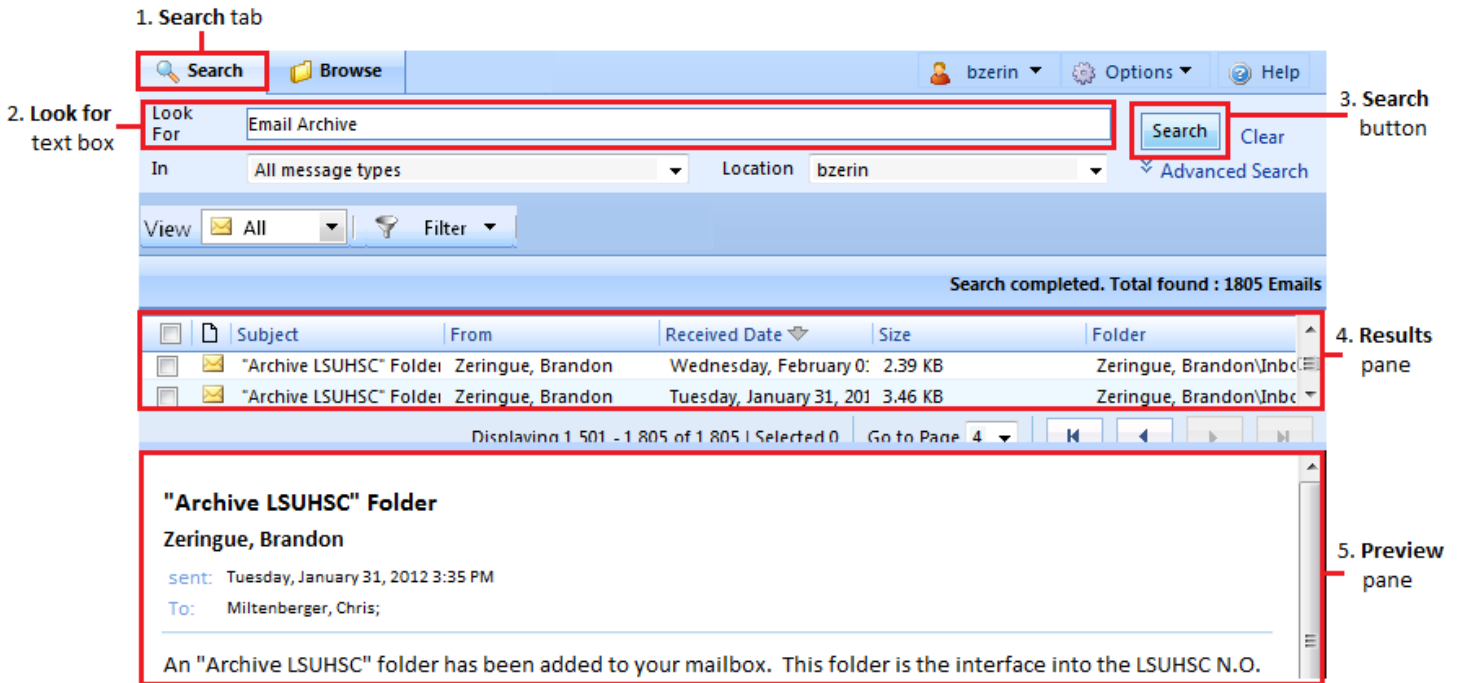 1. Search tab
Search Browse bzerin Options Help
2. Look for text box
Look For Email Archive Search Clear
3. Search button
In All message types Location bzerin Advanced Search
View All Filter
Search completed. Total found : 1805 Emails
Subject From Received Date Size Folder
"Archive LSUHSC" Folder Zeringue, Brandon Wednesday, February 01 2.39 KB Zeringue, Brandon\Inbo
"Archive LSUHSC" Folder Zeringue, Brandon Tuesday, January 31, 201 3.46 KB Zeringue, Brandon\Inbo
4. Results pane
Displaying 1,501 - 1,805 of 1,805 | Selected 0 Go to Page 4
"Archive LSUHSC" Folder
Zeringue, Brandon
sent: Tuesday, January 31, 2012 3:35 PM
To: Miltenberger, Chris;
5. Preview pane
An "Archive LSUHSC" folder has been added to your mailbox. This folder is the interface into the LSUHSC N.O.